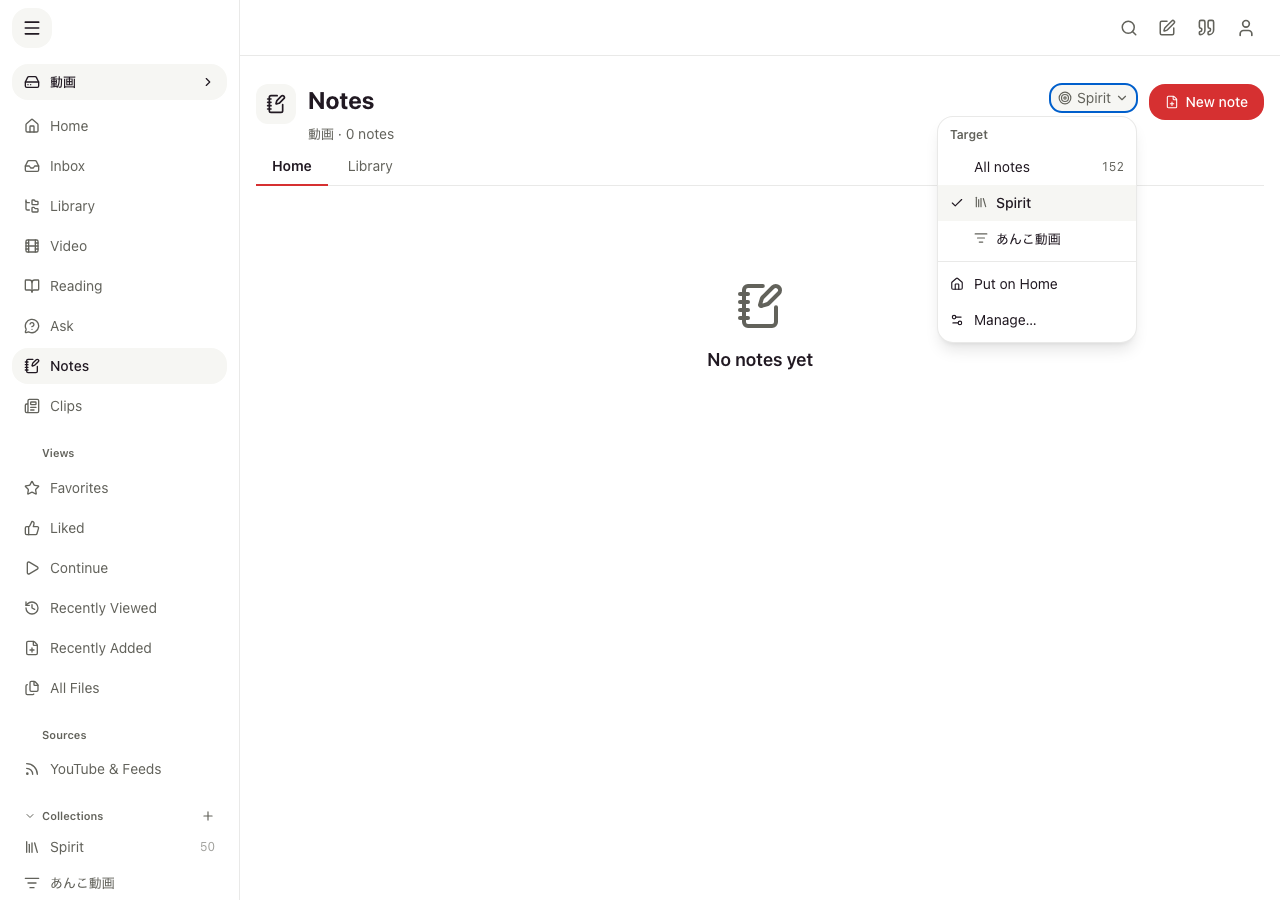 動画
Home
Inbox
Library
Video
Reading
Ask
Notes
Clips
Views
Favorites
Liked
Continue
Recently Viewed
Recently Added
All Files
Sources
YouTube & Feeds
Collections
Spirit 50
あんこ動画
Notes
動画 · 0 notes
Spirit
New note
Home Library
Target
All notes 152
Spirit
あんこ動画
Put on Home
Manage...
No notes yet